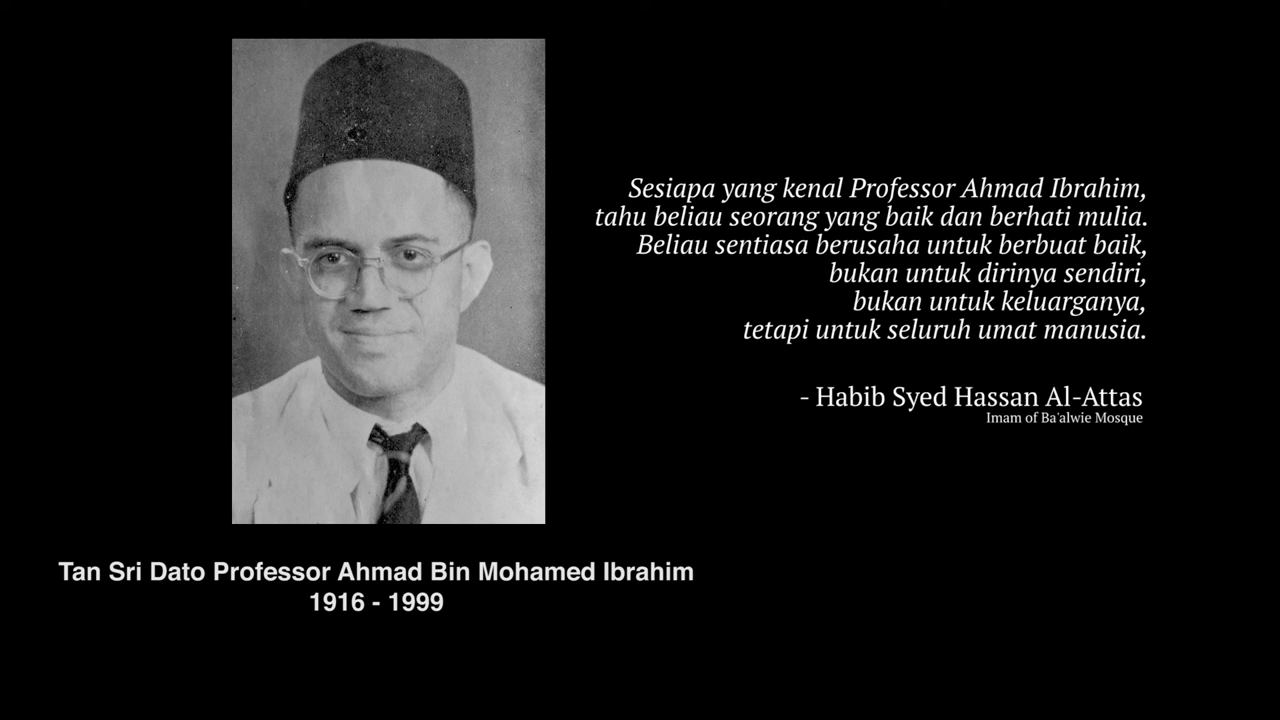 Sesiapa yang kenal Professor Ahmad Ibrahim,
tahu beliau seorang yang baik dan berhati mulia.
Beliau sentiasa berusaha untuk berbuat baik,
bukan untuk dirinya sendiri,
bukan untuk keluarganya,
tetapi untuk seluruh umat manusia.
- Habib Syed Hassan Al-Attas
Imam of Ba'alwie Mosque
Tan Sri Dato Professor Ahmad Bin Mohamed Ibrahim
1916 - 1999